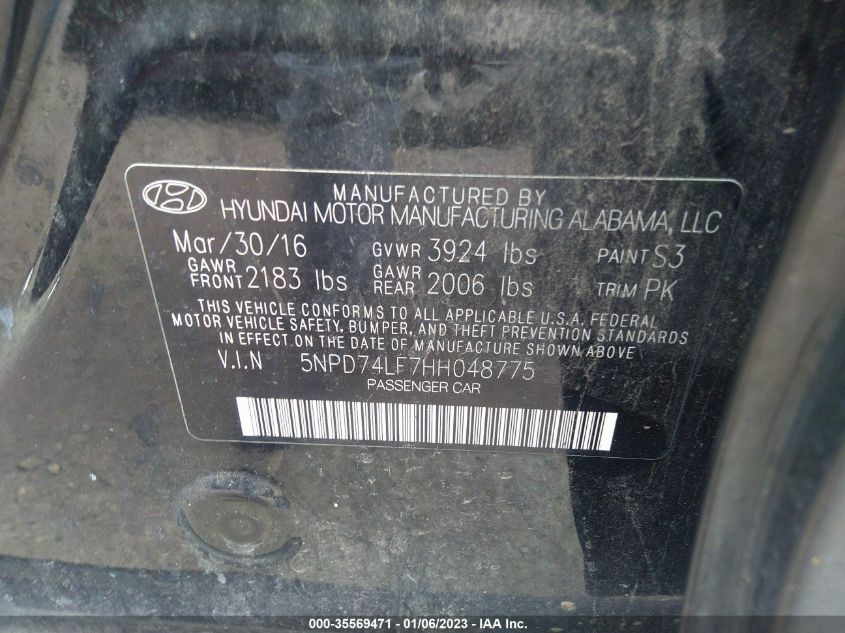 MANUFACTURED BY
HYUNDAI MOTOR MANUFACTURING ALABAMA, LLC
Mar/30/16 GVWR 3924 lbs PAINT S3
GAWR FRONT 2183 lbs GAWR REAR 2006 lbs TRIM PK
THIS VEHICLE CONFORMS TO ALL APPLICABLE U.S.A. FEDERAL
MOTOR VEHICLE SAFETY, BUMPER, AND THEFT PREVENTION STANDARDS
IN EFFECT ON THE DATE OF MANUFACTURE SHOWN ABOVE
V.I.N 5NPD74LF7HH048775
PASSENGER CAR
000-35569471 - 01/06/2023 - IAA Inc.